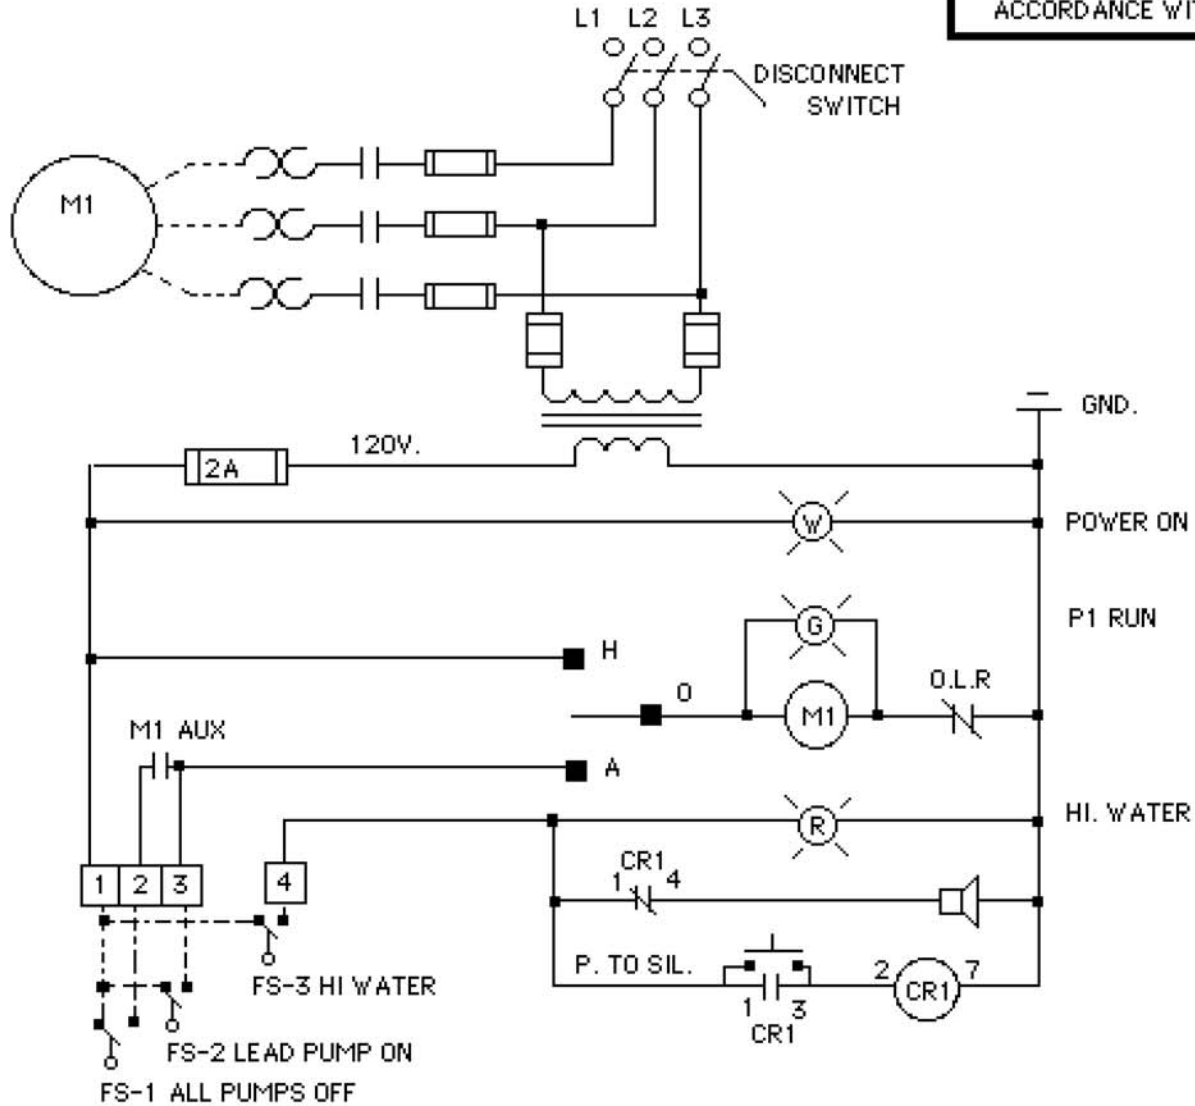 ACCORDANCE WIT
L1 L2 L3
DISCONNECT
SWITCH
M1
GND.
120V.
2A
W
POWER ON
G
P1 RUN
H
O
O.L.R
M1
M1 AUX
A
R
HI. WATER
1 2 3
4
CR1
1 4
FS-3 HI WATER
P. TO SIL.
2 CR1 7
1 3
CR1
FS-2 LEAD PUMP ON
FS-1 ALL PUMPS OFF